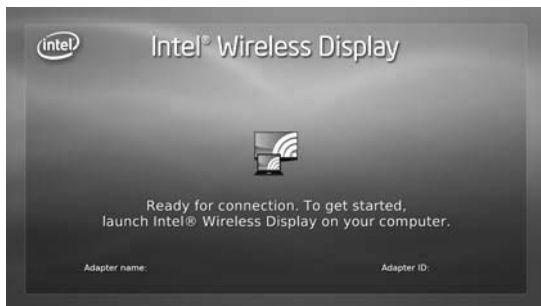 intel
Intel® Wireless Display
Ready for connection. To get started,
launch Intel® Wireless Display on your computer.
Adapter name:
Adapter ID: